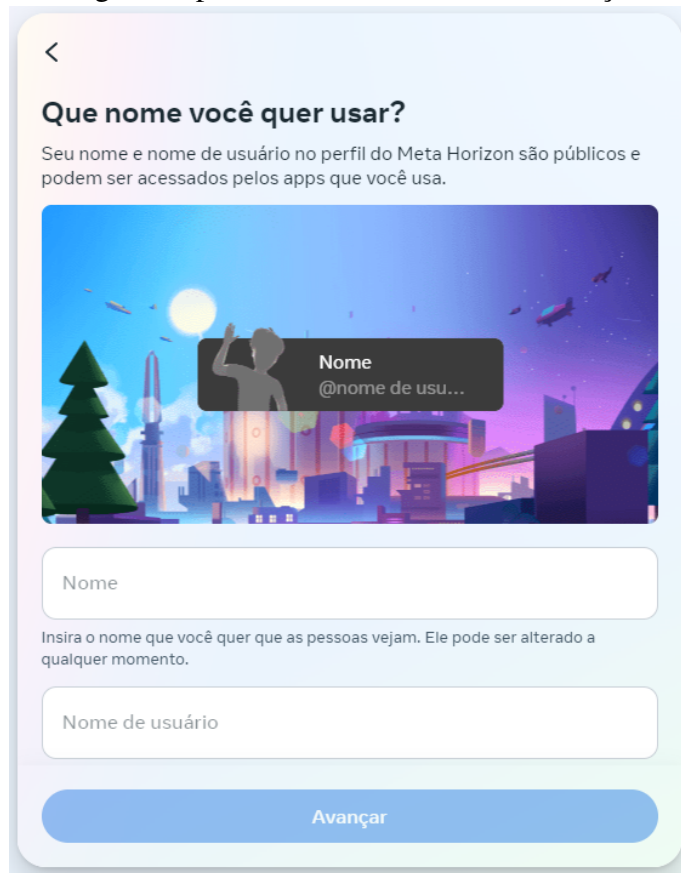 Que nome você quer usar?
Seu nome e nome de usuário no perfil do Meta Horizon são públicos e
podem ser acessados pelos apps que você usa.
Nome
@nome de usu...
Nome
Insira o nome que você quer que as pessoas vejam. Ele pode ser alterado a
qualquer momento.
Nome de usuário
Avançar